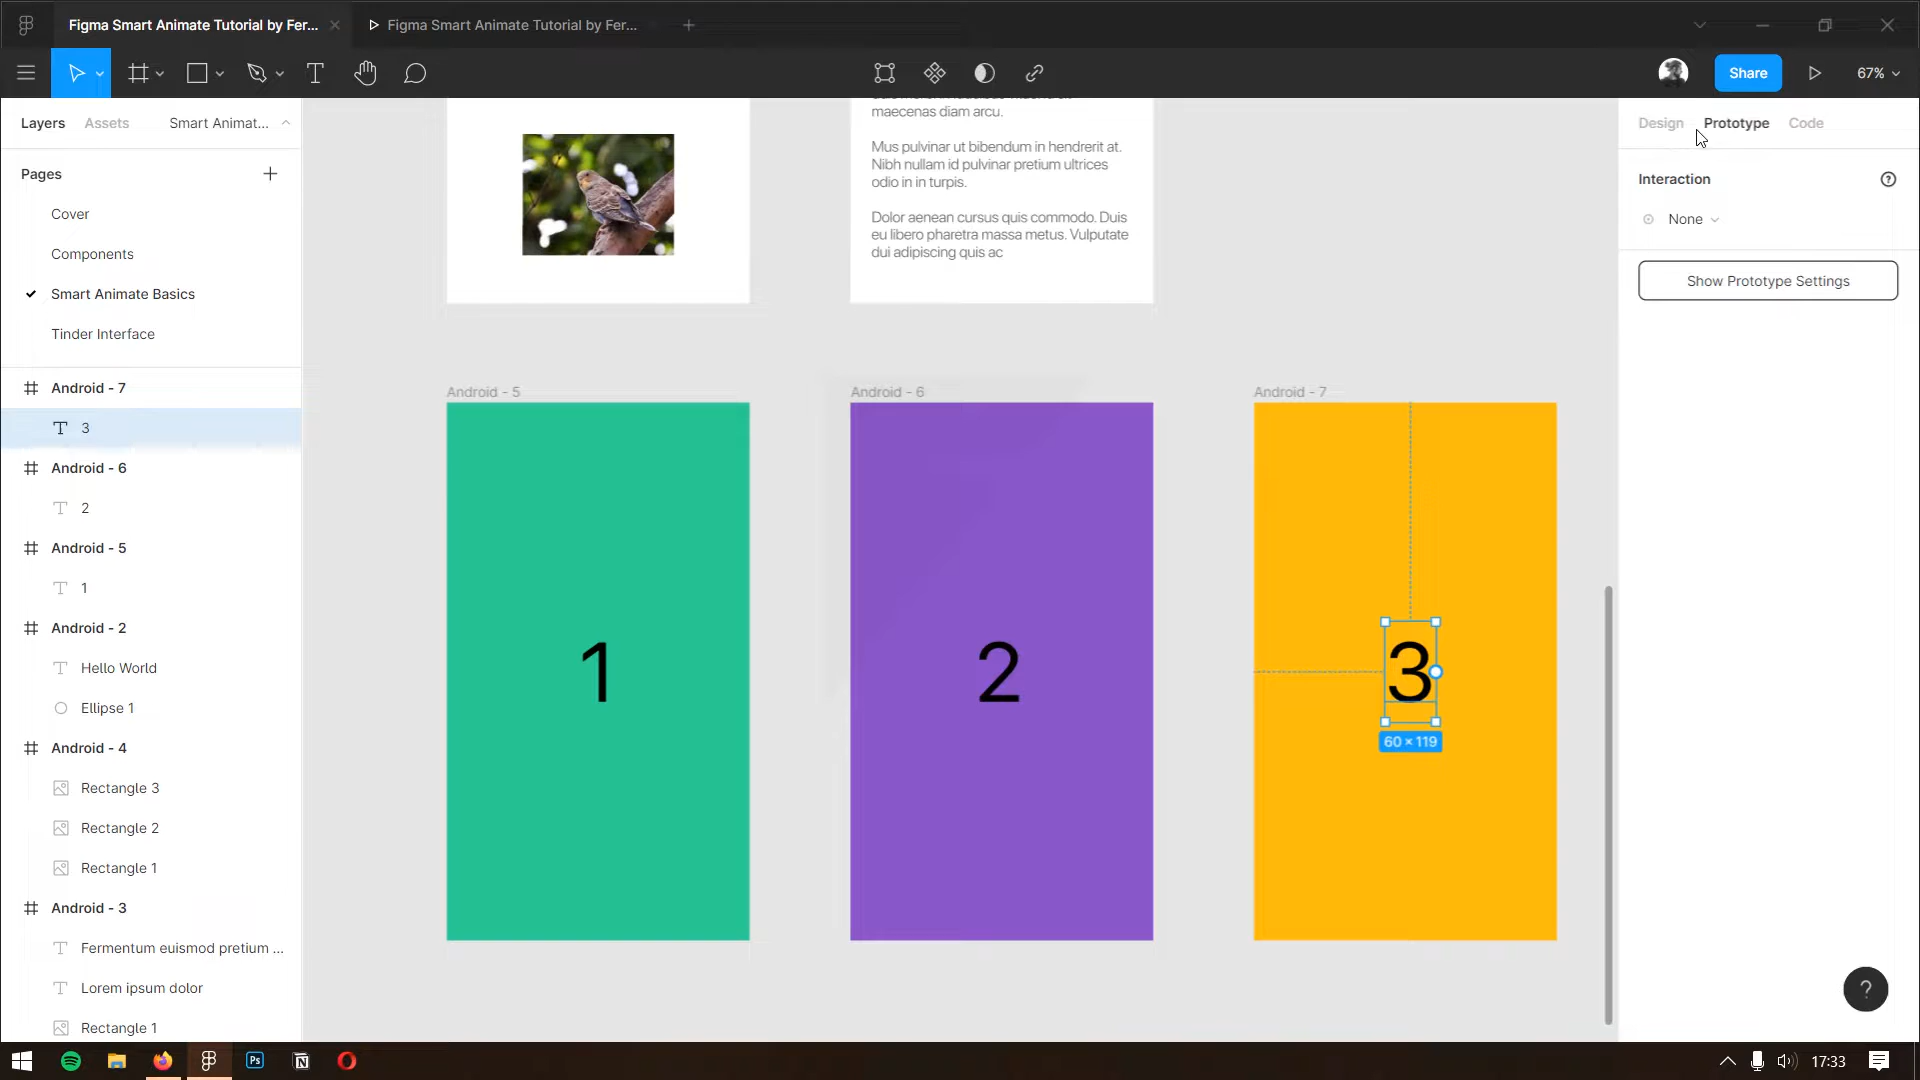 Figma Smart Animate Tutorial by Fer...
Figma Smart Animate Tutorial by Fer...
Share
67%
Layers
Assets
Smart Animat...
Design
Prototype
Code
Pages
Cover
Components
Smart Animate Basics
Tinder Interface
Interaction
None
Show Prototype Settings
maecenas diam arcu.
Mus pulvinar ut bibendum in hendrerit at.
Nibh nullam id pulvinar pretium ultrices
odio in in turpis.
Dolor aenean cursus quis commodo. Duis
eu libero pharetra massa metus. Vulputate
dui adipiscing quis ac
Android - 7
3
Android - 6
2
Android - 5
1
Android - 2
Hello World
Ellipse 1
Android - 4
Rectangle 3
Rectangle 2
Rectangle 1
Android - 3
Fermentum euismod pretium ...
Lorem ipsum dolor
Rectangle 1
Android - 5
Android - 6
Android - 7
1
2
3
60 × 119
?
Ps
17:33